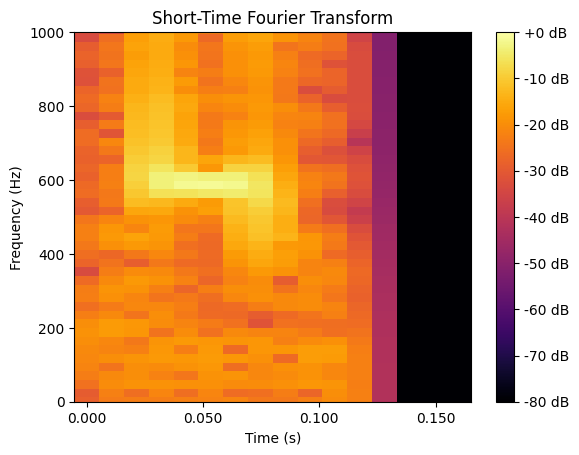 Short-Time Fourier Transform
1000
800
600
400
200
0
Frequency (Hz)
0.000
0.050
0.100
0.150
Time (s)
+0 dB
-10 dB
-20 dB
-30 dB
-40 dB
-50 dB
-60 dB
-70 dB
-80 dB